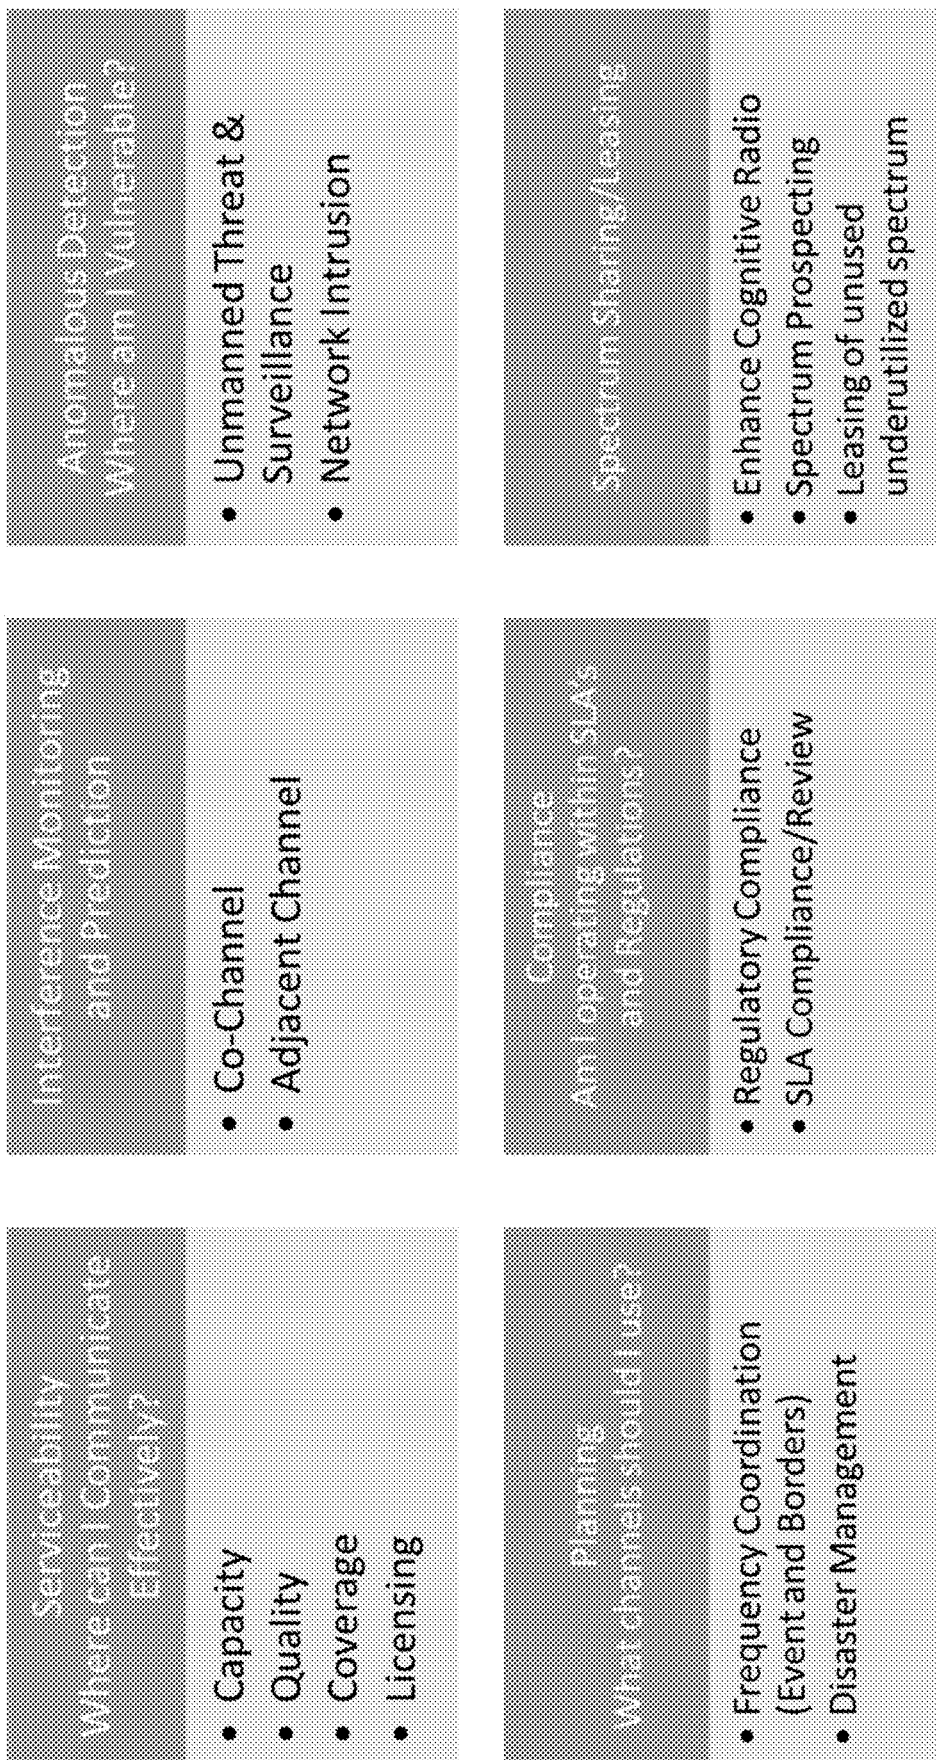 Serviceability
Where can I Communicate
Effectively?
• Capacity
• Quality
• Coverage
• Licensing
Interference Monitoring
and Prediction
• Co-Channel
• Adjacent Channel
Anomalous Detection
Where am I Vulnerable?
• Unmanned Threat &
Surveillance
• Network Intrusion
Planning
What channels should I use?
• Frequency Coordination
(Event and Borders)
• Disaster Management
Compliance
Am I operating within SLA's
and Regulations?
• Regulatory Compliance
• SLA Compliance/Review
Spectrum Sharing/Leasing
• Enhance Cognitive Radio
• Spectrum Prospecting
• Leasing of unused
underutilized spectrum